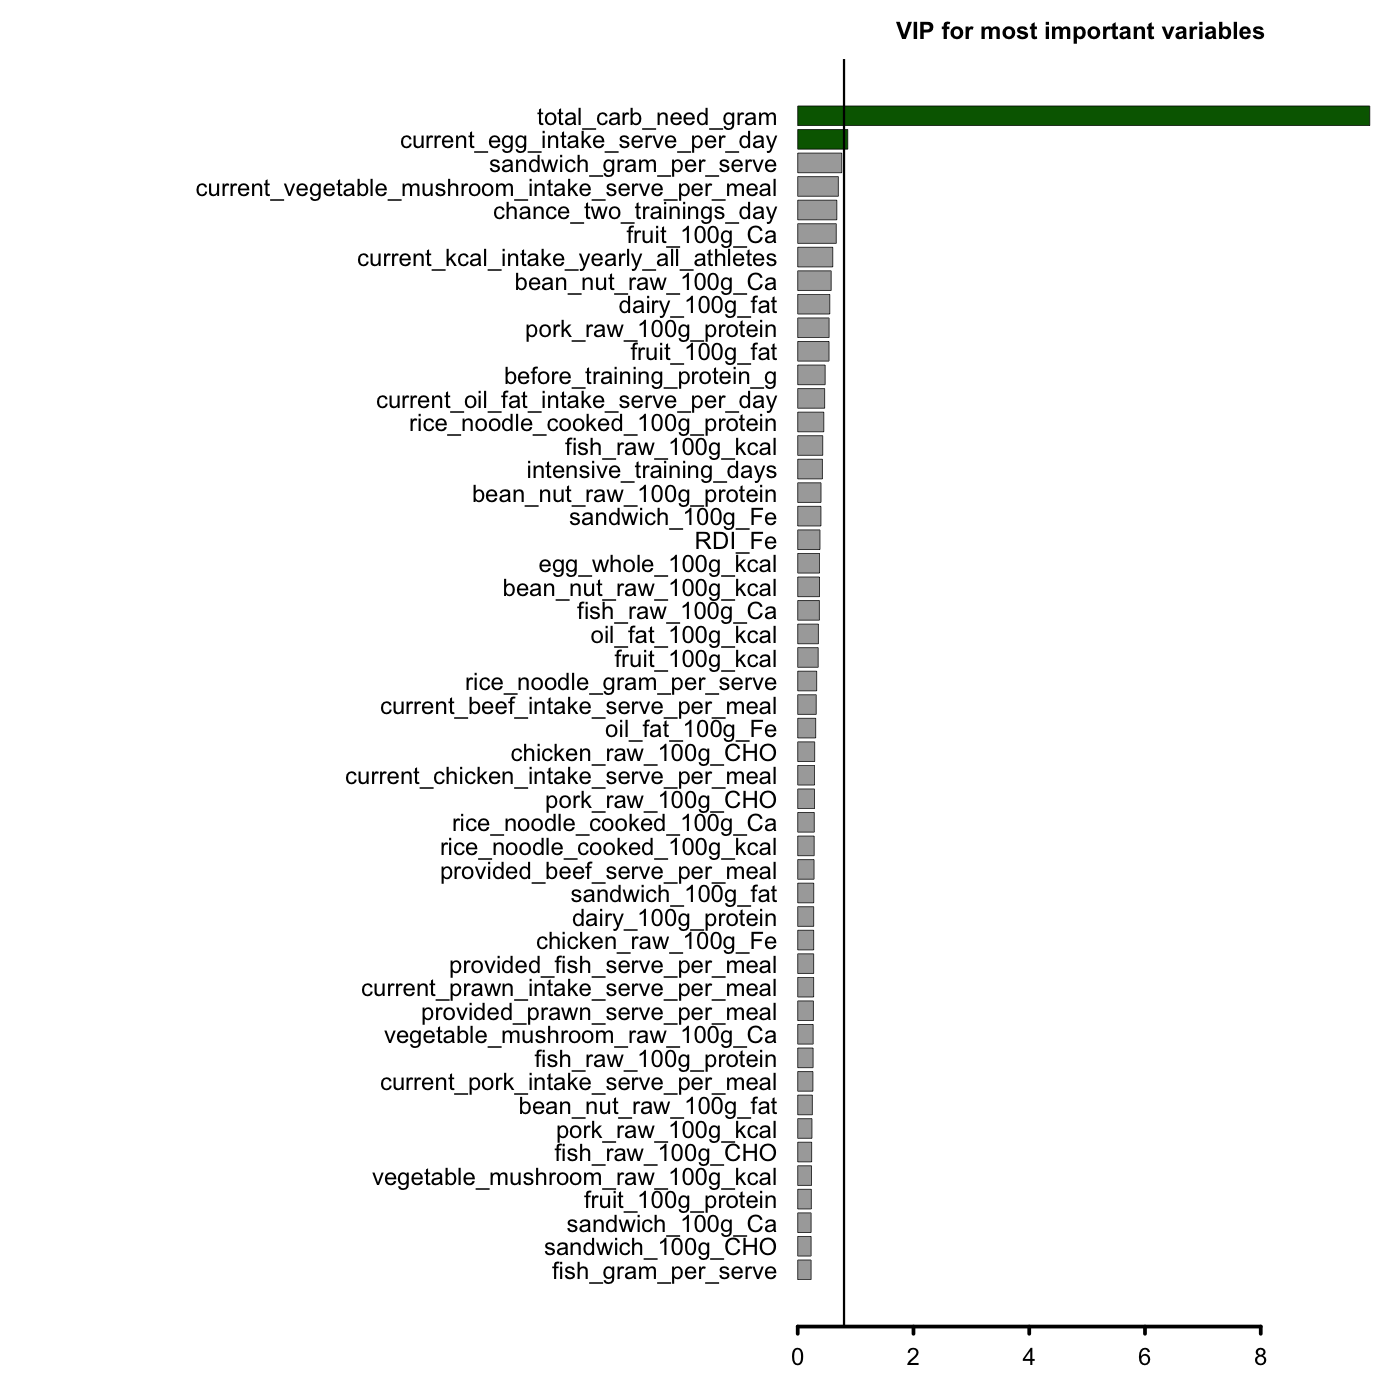 VIP for most important variables
total_carb_need_gram
current_egg_intake_serve_per_day
sandwich_gram_per_serve
current_vegetable_mushroom_intake_serve_per_meal
chance_two_trainings_day
fruit_100g_Ca
current_kcal_intake_yearly_all_athletes
bean_nut_raw_100g_Ca
dairy_100g_fat
pork_raw_100g_protein
fruit_100g_fat
before_training_protein_g
current_oil_fat_intake_serve_per_day
rice_noodle_cooked_100g_protein
fish_raw_100g_kcal
intensive_training_days
bean_nut_raw_100g_protein
sandwich_100g_Fe
RDI_Fe
egg_whole_100g_kcal
bean_nut_raw_100g_kcal
fish_raw_100g_Ca
oil_fat_100g_kcal
fruit_100g_kcal
rice_noodle_gram_per_serve
current_beef_intake_serve_per_meal
oil_fat_100g_Fe
chicken_raw_100g_CHO
current_chicken_intake_serve_per_meal
pork_raw_100g_CHO
rice_noodle_cooked_100g_Ca
rice_noodle_cooked_100g_kcal
provided_beef_serve_per_meal
sandwich_100g_fat
dairy_100g_protein
chicken_raw_100g_Fe
provided_fish_serve_per_meal
current_prawn_intake_serve_per_meal
provided_prawn_serve_per_meal
vegetable_mushroom_raw_100g_Ca
fish_raw_100g_protein
current_pork_intake_serve_per_meal
bean_nut_raw_100g_fat
pork_raw_100g_kcal
fish_raw_100g_CHO
vegetable_mushroom_raw_100g_kcal
fruit_100g_protein
sandwich_100g_Ca
sandwich_100g_CHO
fish_gram_per_serve
0 2 4 6 8